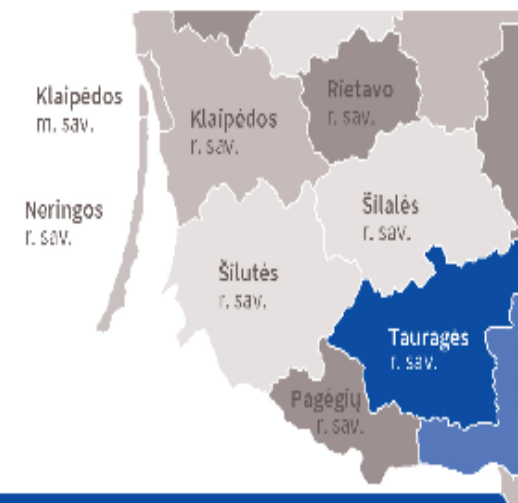 Klaipėdos
m. sav.
Klaipėdos
r. sav.
Rietavo
r. sav.
Neringos
r. sav.
Šilalės
r. sav.
Šilutės
r. sav.
Tauragės
r. sav.
Pagėgių
r. sav.